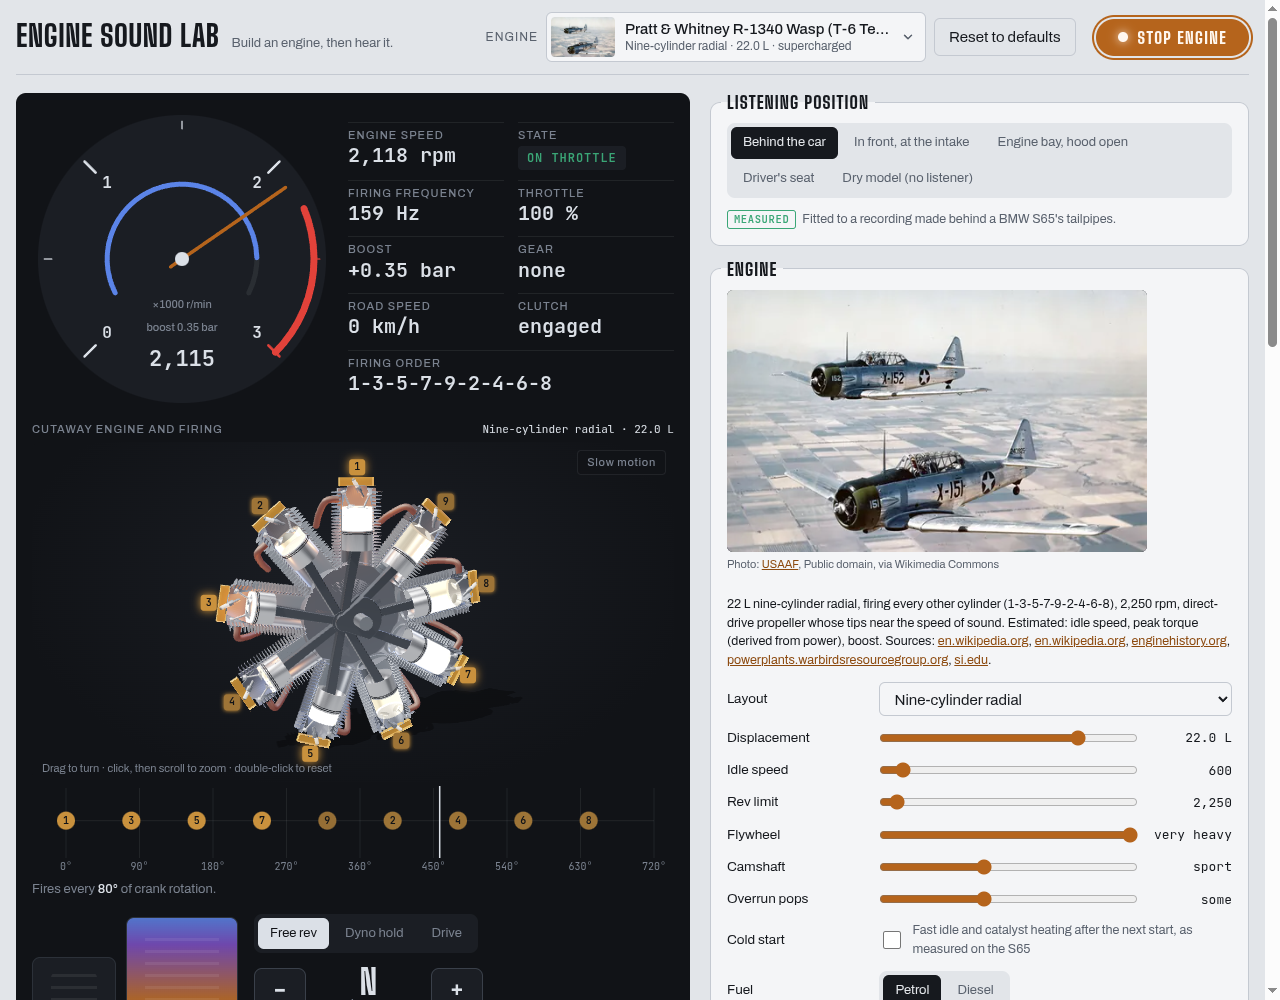 ENGINE SOUND LAB
Build an engine, then hear it.
ENGINE
Pratt & Whitney R-1340 Wasp (T-6 Te…
Nine-cylinder radial · 22.0 L · supercharged
Reset to defaults
STOP ENGINE
1
2
0
3
×1000 r/min
boost 0.35 bar
2,115
ENGINE SPEED
2,118 rpm
STATE
ON THROTTLE
FIRING FREQUENCY
159 Hz
THROTTLE
100 %
BOOST
+0.35 bar
GEAR
none
ROAD SPEED
0 km/h
CLUTCH
engaged
FIRING ORDER
1-3-5-7-9-2-4-6-8
CUTAWAY ENGINE AND FIRING
Nine-cylinder radial · 22.0 L
Slow motion
1
2
9
3
8
4
7
5
6
Drag to turn · click, then scroll to zoom · double-click to reset
1 3 5 7 9 2 4 6 8
0° 90° 180° 270° 360° 450° 540° 630° 720°
Fires every 80° of crank rotation.
Free rev
Dyno hold
Drive
−
N
+
LISTENING POSITION
Behind the car
In front, at the intake
Engine bay, hood open
Driver's seat
Dry model (no listener)
MEASURED
Fitted to a recording made behind a BMW S65's tailpipes.
ENGINE
152
X-152
151
X-151
Photo: USAAF, Public domain, via Wikimedia Commons
22 L nine-cylinder radial, firing every other cylinder (1-3-5-7-9-2-4-6-8), 2,250 rpm, direct-
drive propeller whose tips near the speed of sound. Estimated: idle speed, peak torque
(derived from power), boost. Sources: en.wikipedia.org, en.wikipedia.org, enginehistory.org,
powerplants.warbirdsresourcegroup.org, si.edu.
Layout
Nine-cylinder radial
Displacement
22.0 L
Idle speed
600
Rev limit
2,250
Flywheel
very heavy
Camshaft
sport
Overrun pops
some
Cold start
Fast idle and catalyst heating after the next start, as
measured on the S65
Fuel
Petrol
Diesel